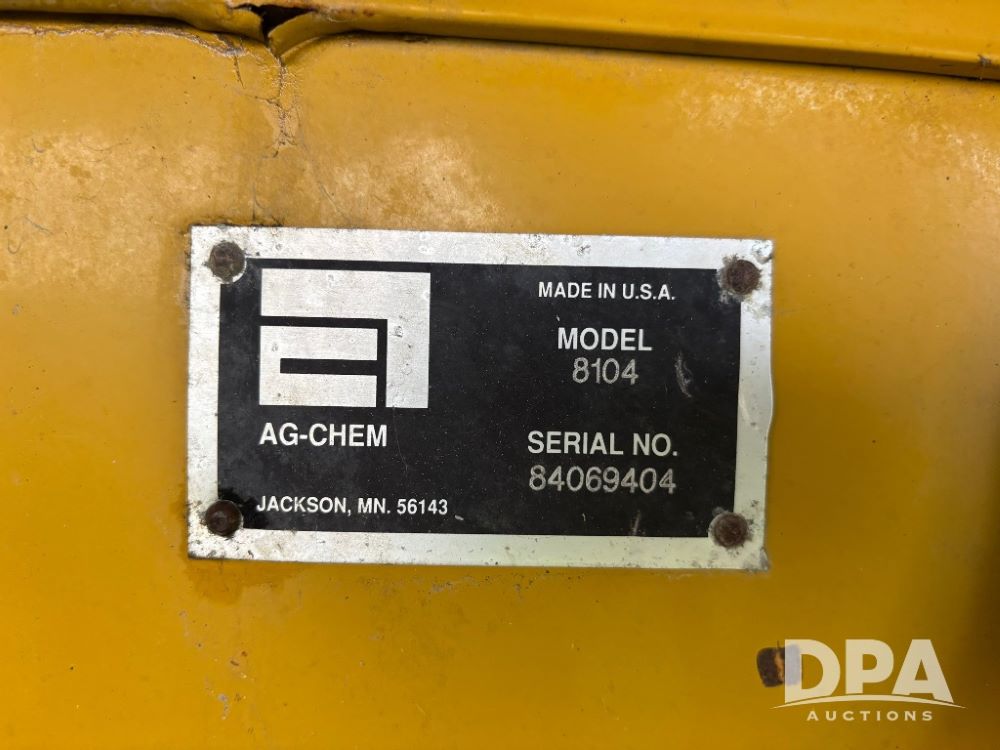 MADE IN U.S.A.
MODEL
8104
AG-CHEM
SERIAL NO.
84069404
JACKSON, MN. 56143
DPA
AUCTIONS